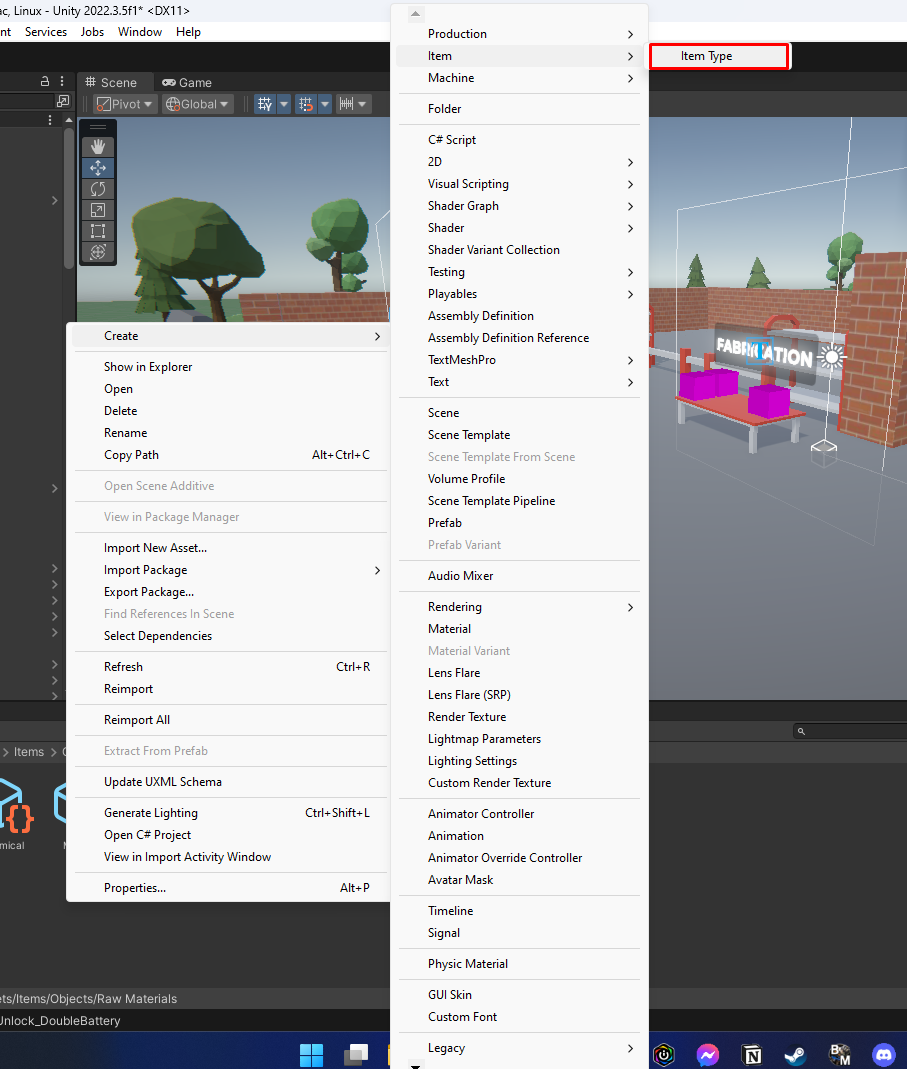 ac, Linux - Unity 2022.3.5f1* <DX11>
nt Services Jobs Window Help
Scene Game
Pivot Global
Production
Item
Item Type
Machine
Folder
C# Script
2D
Visual Scripting
Shader Graph
Shader
Shader Variant Collection
Testing
Playables
Assembly Definition
Assembly Definition Reference
TextMeshPro
Text
Scene
Scene Template
Scene Template From Scene
Volume Profile
Scene Template Pipeline
Prefab
Prefab Variant
Audio Mixer
Rendering
Material
Material Variant
Lens Flare
Lens Flare (SRP)
Render Texture
Lightmap Parameters
Lighting Settings
Custom Render Texture
Animator Controller
Animation
Animator Override Controller
Avatar Mask
Timeline
Signal
Physic Material
GUI Skin
Custom Font
Legacy
Create
Show in Explorer
Open
Delete
Rename
Copy Path Alt+Ctrl+C
Open Scene Additive
View in Package Manager
Import New Asset...
Import Package
Export Package...
Find References In Scene
Select Dependencies
Refresh Ctrl+R
Reimport
Reimport All
Extract From Prefab
Update UXML Schema
Generate Lighting Ctrl+Shift+L
Open C# Project
View in Import Activity Window
Properties... Alt+P
FABRICATION
Items
mical
ets/Items/Objects/Raw Materials
Unlock_DoubleBattery